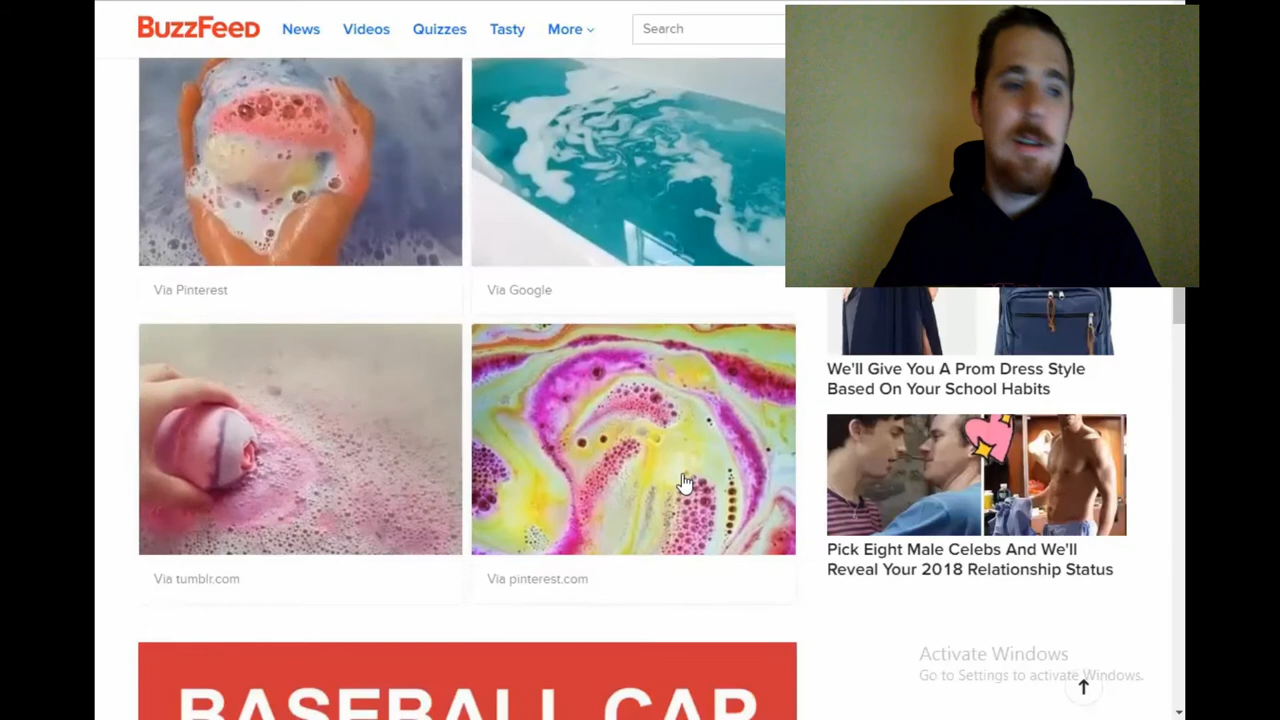 BuzzFeed
News
Videos
Quizzes
Tasty
More
Search
Via Pinterest
Via Google
We'll Give You A Prom Dress Style
Based On Your School Habits
Via tumblr.com
Via pinterest.com
Pick Eight Male Celebs And We'll
Reveal Your 2018 Relationship Status
Activate Windows
Go to Settings to activate Windows.
BASEBALL CAP